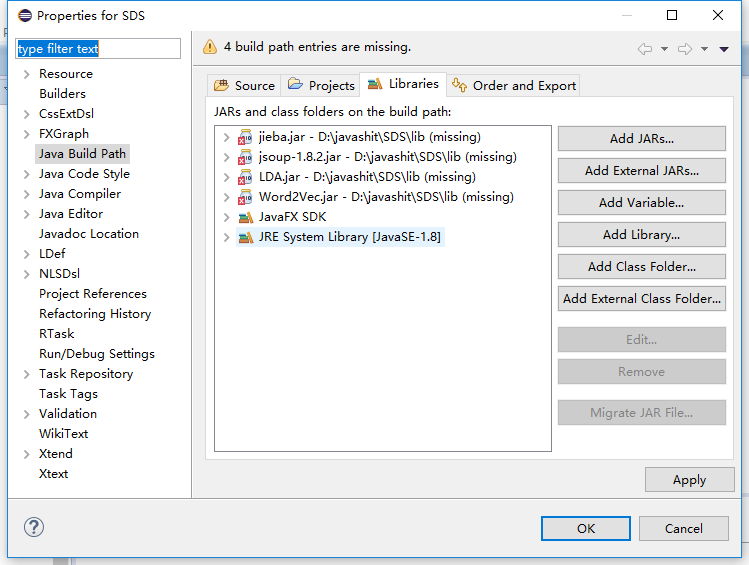 Properties for SDS
type filter text
4 build path entries are missing.
Resource
Builders
CssExtDsl
FXGraph
Java Build Path
Java Code Style
Java Compiler
Java Editor
Javadoc Location
LDef
NLSDsl
Project References
Refactoring History
RTask
Run/Debug Settings
Task Repository
Task Tags
Validation
WikiText
Xtend
Xtext
Source Projects Libraries Order and Export
JARs and class folders on the build path:
jieba.jar - D:\javashit\SDS\lib (missing)
jsoup-1.8.2.jar - D:\javashit\SDS\lib (missing)
LDA.jar - D:\javashit\SDS\lib (missing)
Word2Vec.jar - D:\javashit\SDS\lib (missing)
JavaFX SDK
JRE System Library [JavaSE-1.8]
Add JARs...
Add External JARs...
Add Variable...
Add Library...
Add Class Folder...
Add External Class Folder...
Edit...
Remove
Migrate JAR File...
Apply
?
OK Cancel